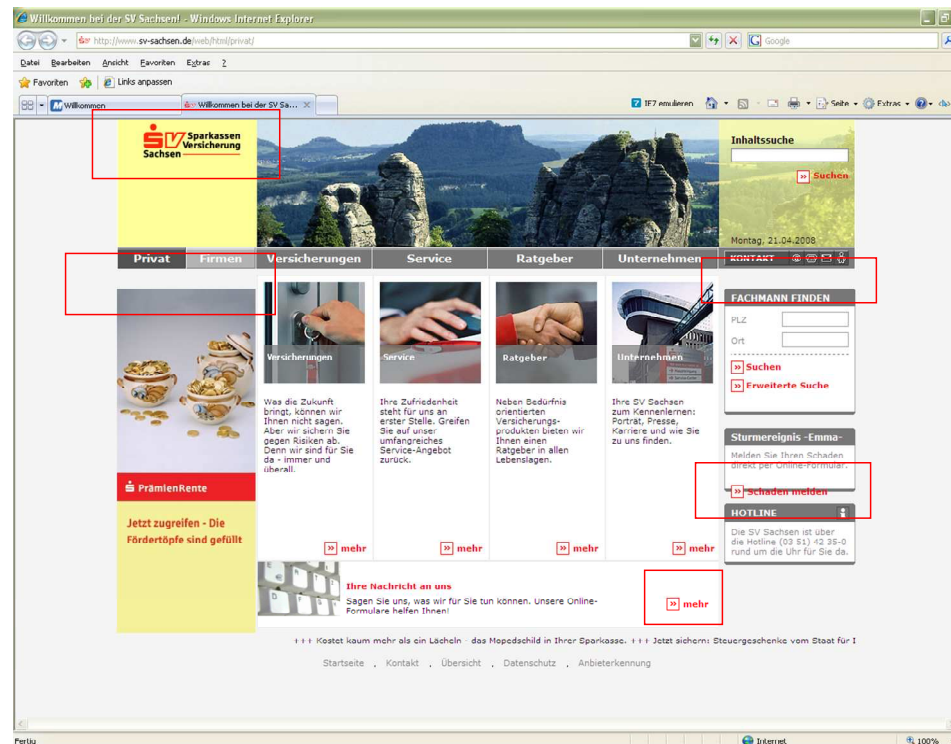 Willkommen bei der SV Sachsen! - Windows Internet Explorer
http://www.sv-sachsen.de/web/html/privat/
Google
Datei Bearbeiten Ansicht Favoriten Extras ?
Favoriten Links anpassen
Willkommen
Willkommen bei der SV Sa...
IE7 emulieren
Seite
Extras
Sparkassen
Versicherung
Sachsen
Inhaltssuche
Suchen
Montag, 21.04.2008
Privat Firmen Versicherungen Service Ratgeber Unternehmen KONTAKT
Versicherungen
Was die Zukunft
bringt, können wir
Ihnen nicht sagen.
Aber wir sichern Sie
gegen Risiken ab.
Denn wir sind für Sie
da - immer und
überall.
mehr
Service
Ihre Zufriedenheit
steht für uns an
erster Stelle. Greifen
Sie auf unser
umfangreiches
Service-Angebot
zurück.
mehr
Ratgeber
Neben Bedürfnis
orientierten
Versicherungs-
produkten bieten wir
Ihnen einen
Ratgeber in allen
Lebenslagen.
mehr
Unternehmen
Ihre SV Sachsen
zum Kennenlernen:
Porträt, Presse,
Karriere und wie Sie
zu uns finden.
mehr
FACHMANN FINDEN
PLZ
Ort
Suchen
Erweiterte Suche
Sturmereignis -Emma-
Melden Sie Ihren Schaden
direkt per Online-Formular.
Schaden melden
HOTLINE
Die SV Sachsen ist über
die Hotline (03 51) 42 35-0
rund um die Uhr für Sie da.
PrämienRente
Jetzt zugreifen - Die
Fördertöpfe sind gefüllt
Ihre Nachricht an uns
Sagen Sie uns, was wir für Sie tun können. Unsere Online-
Formulare helfen Ihnen!
mehr
+++ Kostet kaum mehr als ein Lächeln - das Mopedschild in Ihrer Sparkasse. +++ Jetzt sichern: Steuergeschenke vom Staat für I
Startseite , Kontakt , Übersicht , Datenschutz , Anbieterkennung
Fertig
Internet
100%